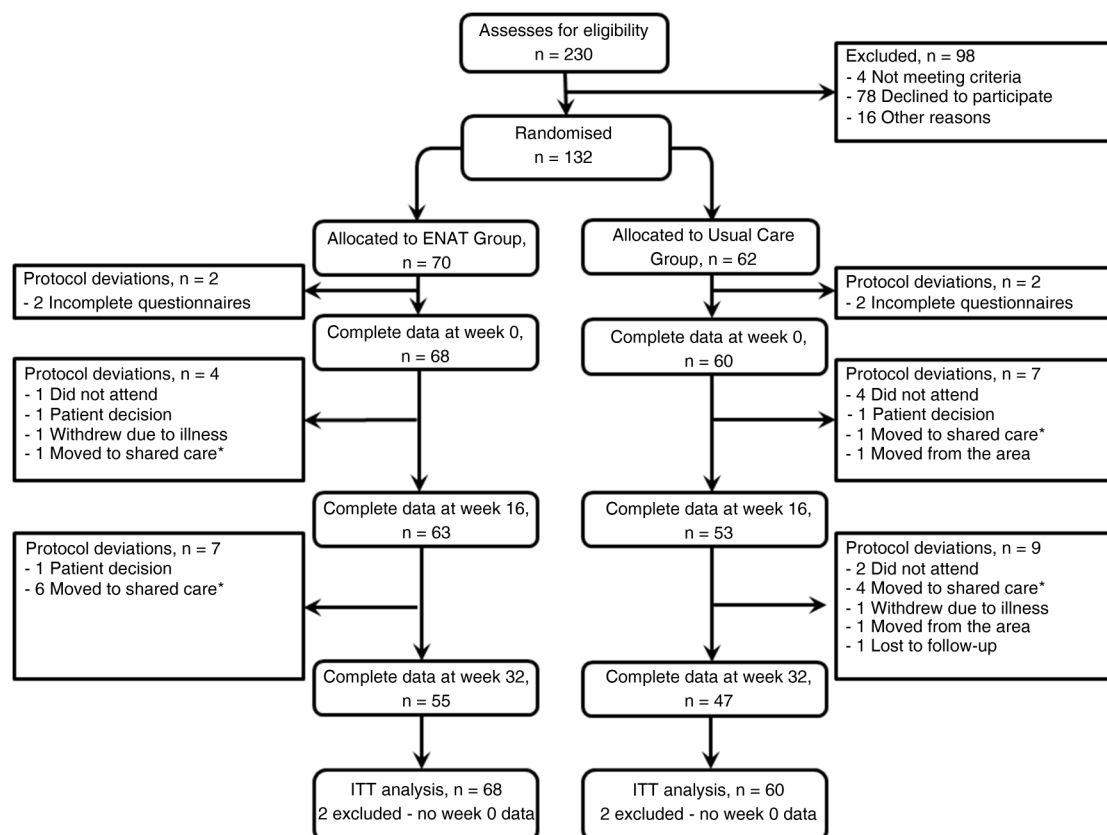 Assesses for eligibility
n = 230
Excluded, n = 98
- 4 Not meeting criteria
- 78 Declined to participate
- 16 Other reasons
Randomised
n = 132
Allocated to ENAT Group,
n = 70
Allocated to Usual Care
Group, n = 62
Protocol deviations, n = 2
- 2 Incomplete questionnaires
Protocol deviations, n = 2
- 2 Incomplete questionnaires
Complete data at week 0,
n = 68
Complete data at week 0,
n = 60
Protocol deviations, n = 4
- 1 Did not attend
- 1 Patient decision
- 1 Withdrew due to illness
- 1 Moved to shared care*
Protocol deviations, n = 7
- 4 Did not attend
- 1 Patient decision
- 1 Moved to shared care*
- 1 Moved from the area
Complete data at week 16,
n = 63
Complete data at week 16,
n = 53
Protocol deviations, n = 7
- 1 Patient decision
- 6 Moved to shared care*
Protocol deviations, n = 9
- 2 Did not attend
- 4 Moved to shared care*
- 1 Withdrew due to illness
- 1 Moved from the area
- 1 Lost to follow-up
Complete data at week 32,
n = 55
Complete data at week 32,
n = 47
ITT analysis, n = 68
2 excluded - no week 0 data
ITT analysis, n = 60
2 excluded - no week 0 data